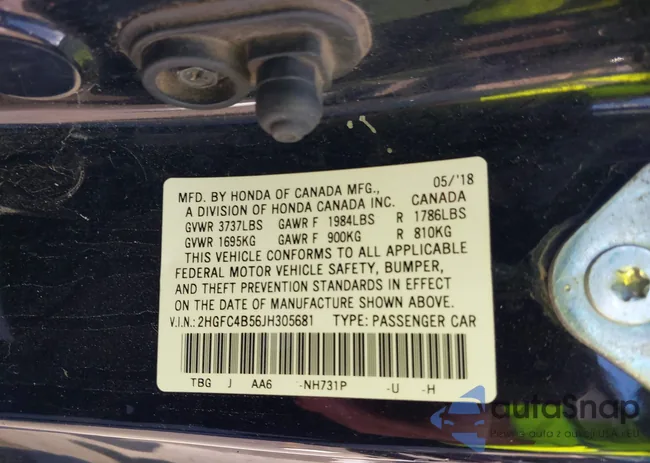 MFD. BY HONDA OF CANADA MFG., 05/'18
A DIVISION OF HONDA CANADA INC. CANADA
GVWR 3737LBS GAWR F 1984LBS R 1786LBS
GVWR 1695KG GAWR F 900KG R 810KG
THIS VEHICLE CONFORMS TO ALL APPLICABLE
FEDERAL MOTOR VEHICLE SAFETY, BUMPER,
AND THEFT PREVENTION STANDARDS IN EFFECT
ON THE DATE OF MANUFACTURE SHOWN ABOVE.
V.I.N.: 2HGFC4B56JH305681 TYPE: PASSENGER CAR
TBG J AA6 -NH731P -U -H
autoSnap